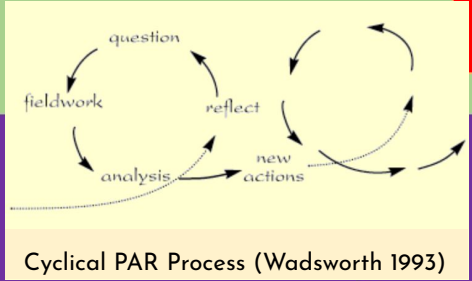 question
fieldwork
reflect
analysis
new
actions
Cyclical PAR Process (Wadsworth 1993)